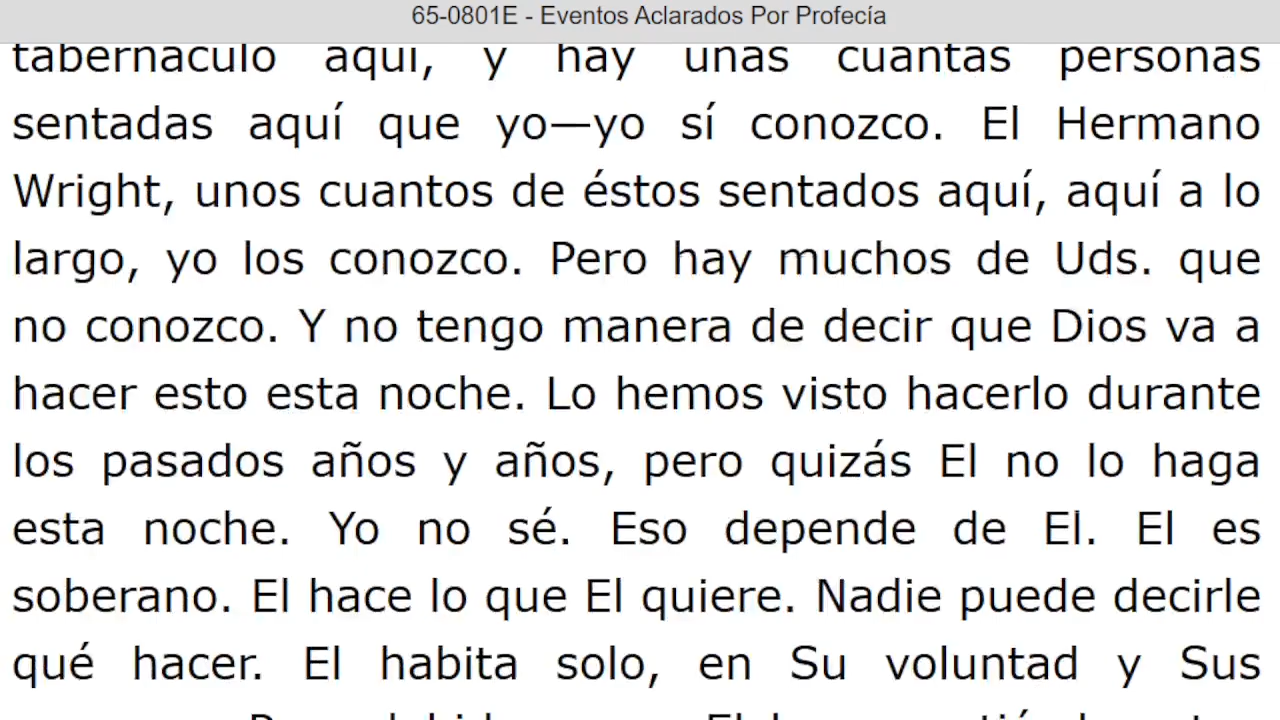 65-0801E - Eventos Aclarados Por Profecía
tabernáculo aquí, y hay unas cuantas personas
sentadas aquí que yo—yo sí conozco. El Hermano
Wright, unos cuantos de éstos sentados aquí, aquí a lo
largo, yo los conozco. Pero hay muchos de Uds. que
no conozco. Y no tengo manera de decir que Dios va a
hacer esto esta noche. Lo hemos visto hacerlo durante
los pasados años y años, pero quizás El no lo haga
esta noche. Yo no sé. Eso depende de El. El es
soberano. El hace lo que El quiere. Nadie puede decirle
qué hacer. El habita solo, en Su voluntad y Sus